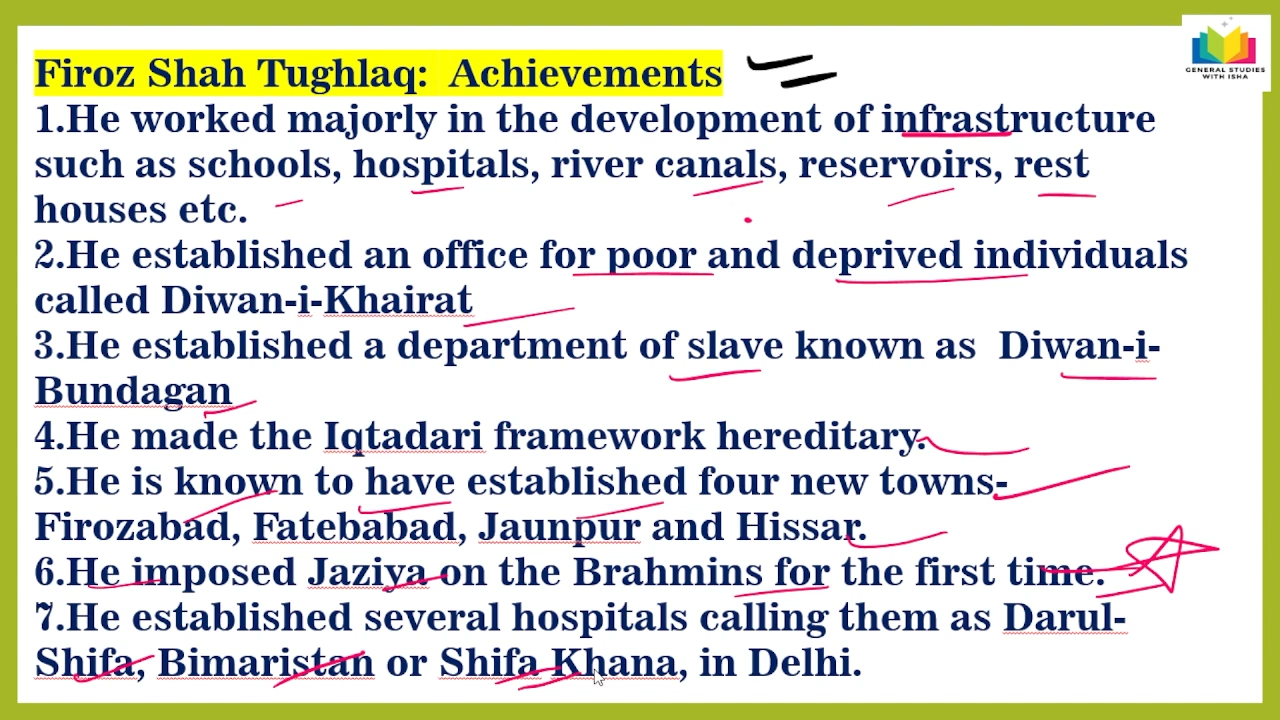 Firoz Shah Tughlaq: Achievements
GENERAL STUDIES
WITH ISHA
1.He worked majorly in the development of infrastructure
such as schools, hospitals, river canals, reservoirs, rest
houses etc.
2.He established an office for poor and deprived individuals
called Diwan-i-Khairat
3.He established a department of slave known as Diwan-i-
Bundagan
4.He made the Iqtadari framework hereditary.
5.He is known to have established four new towns-
Firozabad, Fatebabad, Jaunpur and Hissar.
6.He imposed Jaziya on the Brahmins for the first time.
7.He established several hospitals calling them as Darul-
Shifa, Bimaristan or Shifa Khana, in Delhi.